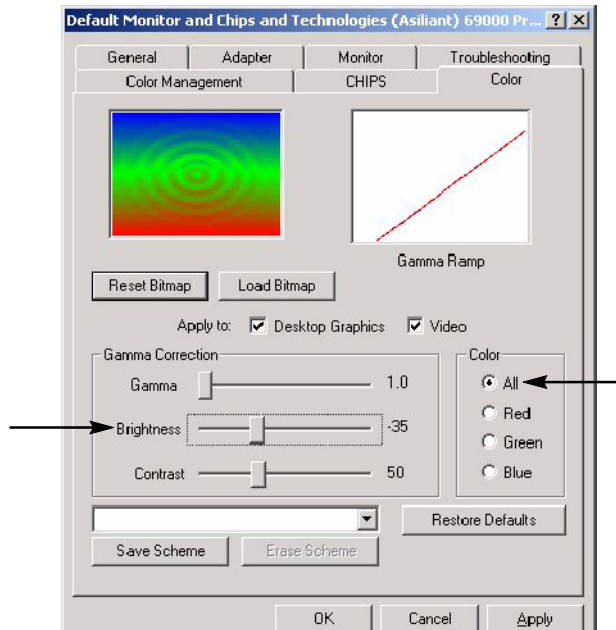 Default Monitor and Chips and Technologies (Asiliant) 69000 Pr...
General Adapter Monitor Troubleshooting
Color Management CHIPS Color
Gamma Ramp
Reset Bitmap Load Bitmap
Apply to: Desktop Graphics Video
Gamma Correction Color
Gamma 1.0 All
Red
Brightness -35
Green
Contrast 50 Blue
Restore Defaults
Save Scheme Erase Scheme
OK Cancel Apply